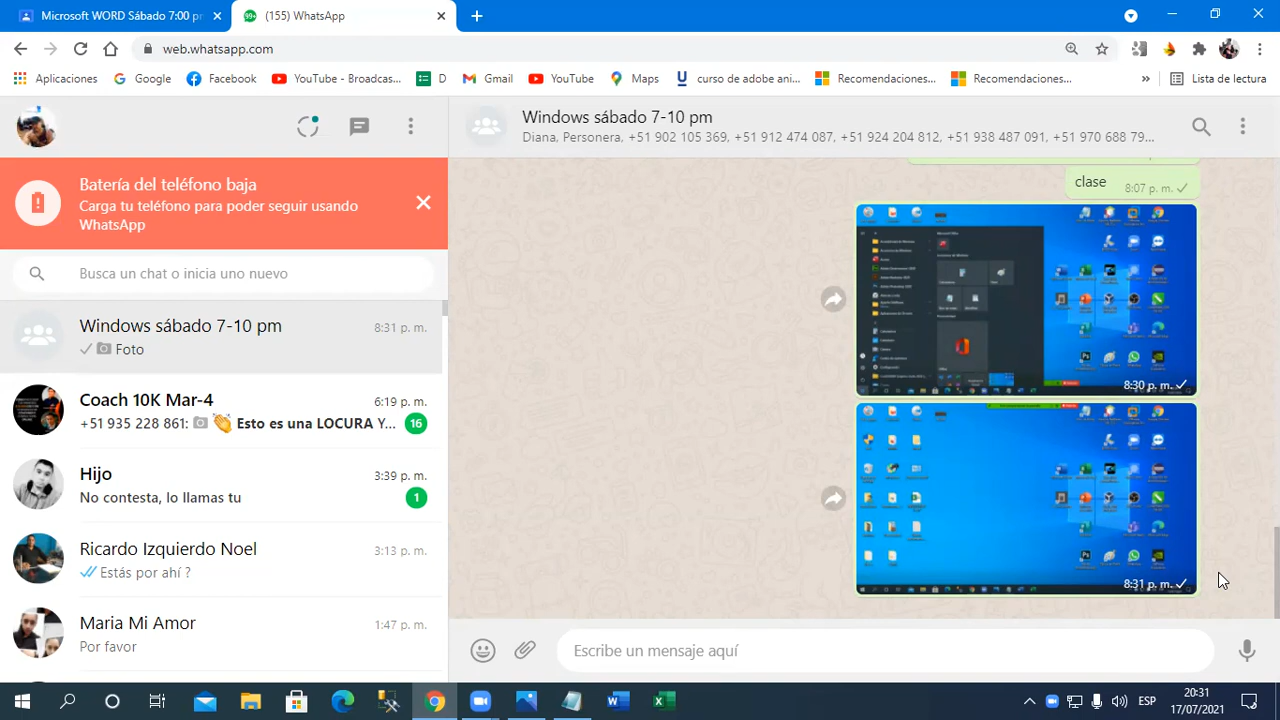 Microsoft WORD Sábado 7:00 pr
99+
(155) WhatsApp
web.whatsapp.com
Aplicaciones
Google
Facebook
YouTube - Broadcas...
D
Gmail
YouTube
Maps
curso de adobe ani...
Recomendaciones...
Recomendaciones...
»
Lista de lectura
Windows sábado 7-10 pm
Diana, Personera, +51 902 105 369, +51 912 474 087, +51 924 204 812, +51 938 487 091, +51 970 688 79...
Batería del teléfono baja
Carga tu teléfono para poder seguir usando
WhatsApp
Busca un chat o inicia uno nuevo
Windows sábado 7-10 pm
8:31 p. m.
Foto
Coach 10K Mar-4
6:19 p. m.
+51 935 228 861: 👏 Esto es una LOCURA Y...
16
Hijo
3:39 p. m.
No contesta, lo llamas tu
1
Ricardo Izquierdo Noel
3:13 p. m.
Estás por ahí ?
Maria Mi Amor
1:47 p. m.
Por favor
clase
8:07 p. m.
8:30 p. m.
8:31 p. m.
Escribe un mensaje aquí
ESP
20:31
17/07/2021